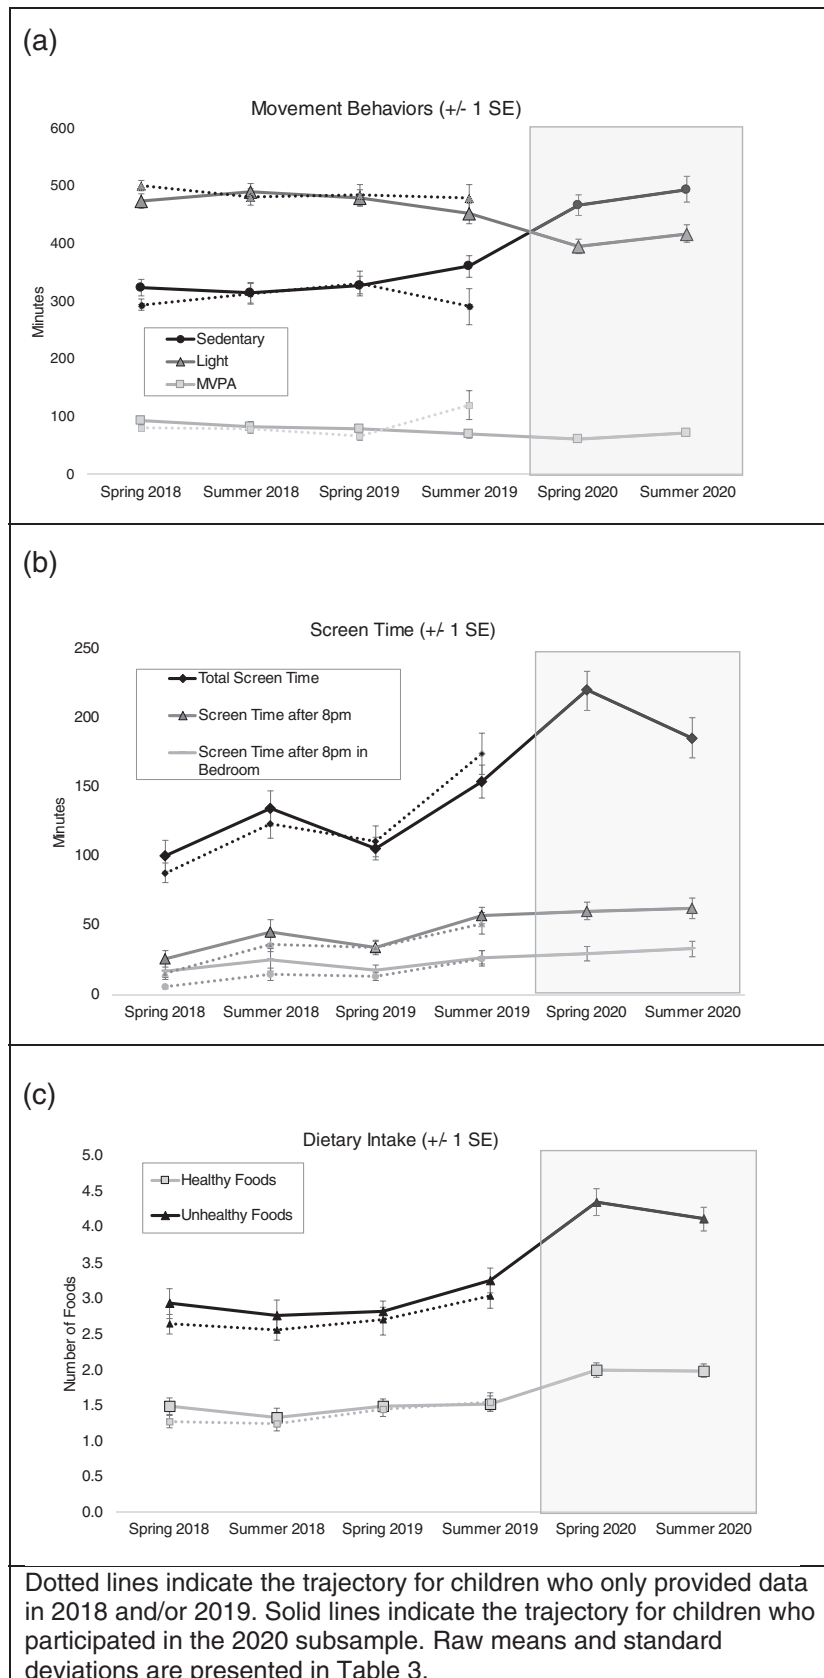 (a)
Movement Behaviors (+/- 1 SE)
600
500
400
300
200
100
0
Minutes
Sedentary
Light
MVPA
Spring 2018 Summer 2018 Spring 2019 Summer 2019 Spring 2020 Summer 2020
(b)
Screen Time (+/- 1 SE)
250
200
150
100
50
0
Minutes
Total Screen Time
Screen Time after 8pm
Screen Time after 8pm in
Bedroom
Spring 2018 Summer 2018 Spring 2019 Summer 2019 Spring 2020 Summer 2020
(c)
Dietary Intake (+/- 1 SE)
5.0
4.5
4.0
3.5
3.0
2.5
2.0
1.5
1.0
0.5
0.0
Number of Foods
Healthy Foods
Unhealthy Foods
Spring 2018 Summer 2018 Spring 2019 Summer 2019 Spring 2020 Summer 2020
Dotted lines indicate the trajectory for children who only provided data
in 2018 and/or 2019. Solid lines indicate the trajectory for children who
participated in the 2020 subsample. Raw means and standard
deviations are presented in Table 3.